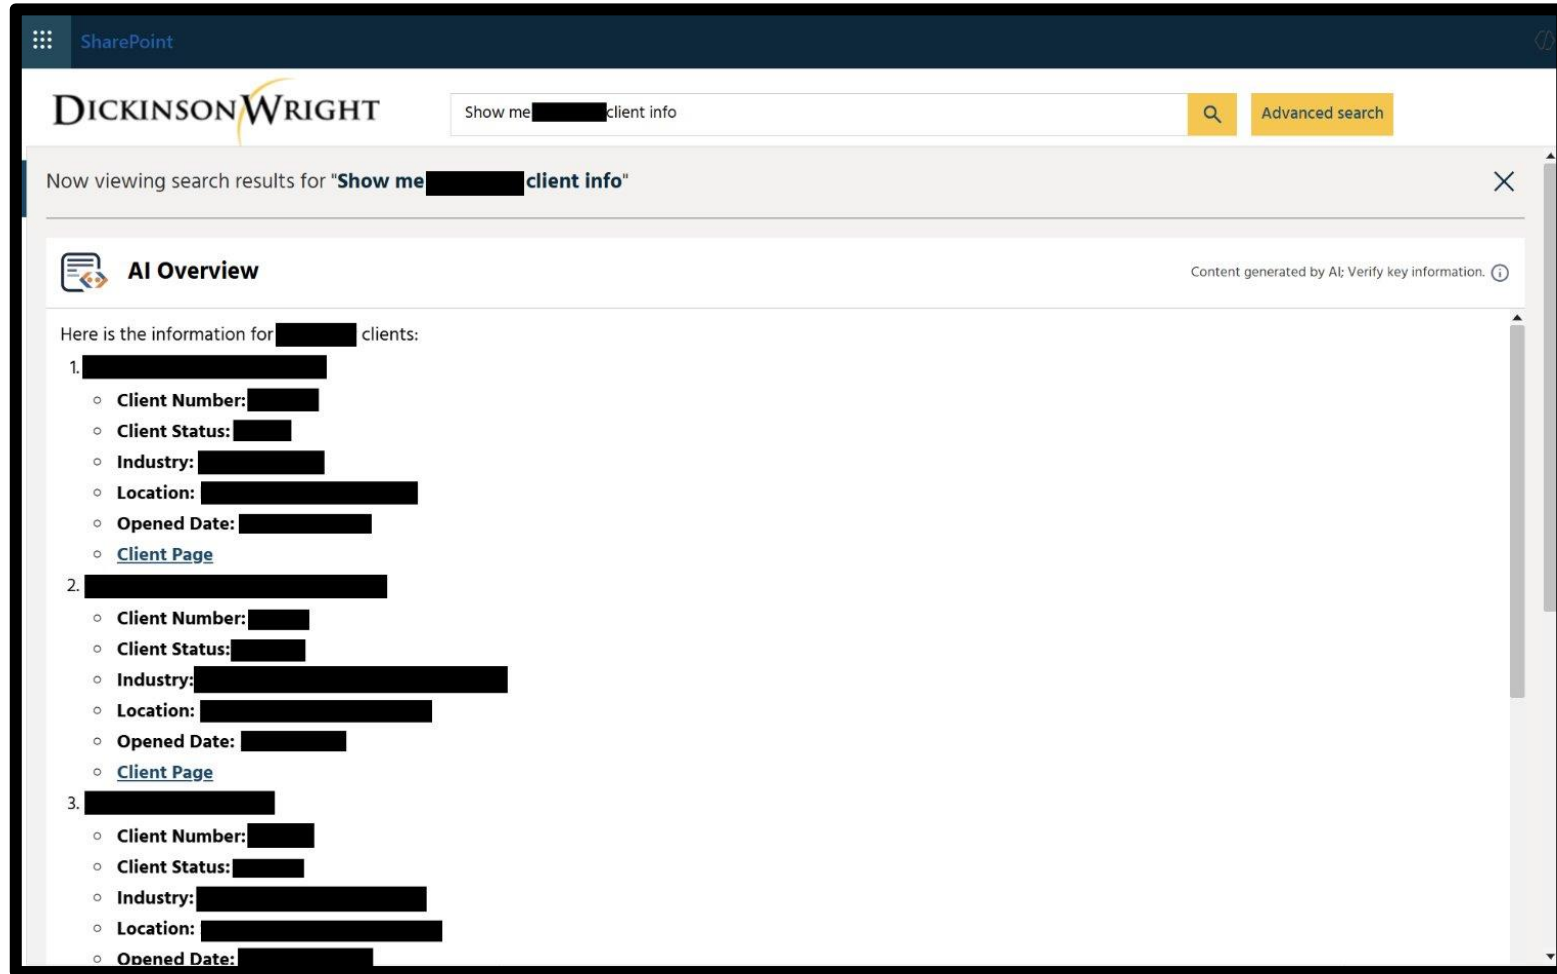 SharePoint
DICKINSON WRIGHT
Show me client info
Advanced search
Now viewing search results for "Show me client info"
AI Overview
Content generated by AI; Verify key information.
Here is the information for clients:
1.
Client Number:
Client Status:
Industry:
Location:
Opened Date:
Client Page
2.
Client Number:
Client Status:
Industry:
Location:
Opened Date:
Client Page
3.
Client Number:
Client Status:
Industry:
Location:
Opened Date: